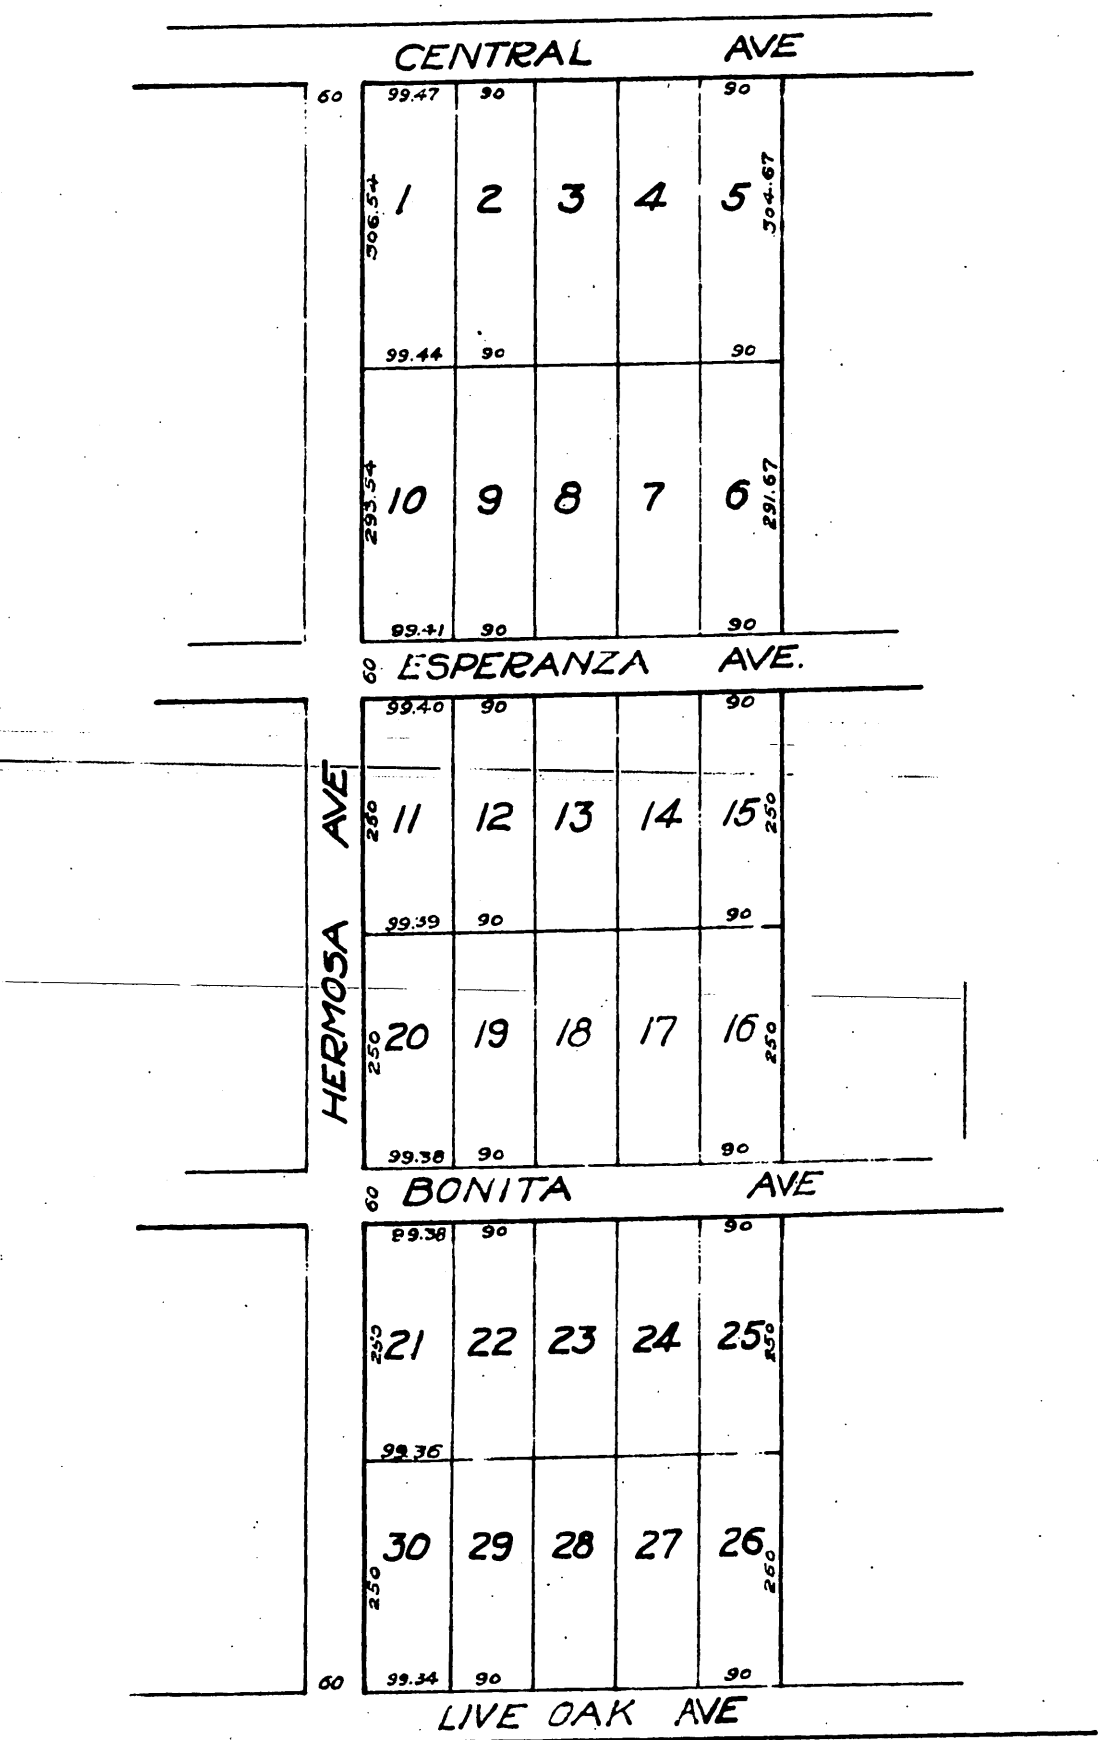 CENTRAL AVE
60 99.47 90 90
306.54 1 2 3 4 5 304.67
99.44 90 90
293.54 10 9 8 7 6 291.67
99.41 90 90
60 ESPERANZA AVE.
99.40 90 90
HERMOSA AVE
250 11 12 13 14 15 250
99.39 90 90
250 20 19 18 17 16 250
99.38 90 90
60 BONITA AVE
99.38 90 90
250 21 22 23 24 25 250
99.36
250 30 29 28 27 26 250
60 99.34 90 90
LIVE OAK AVE